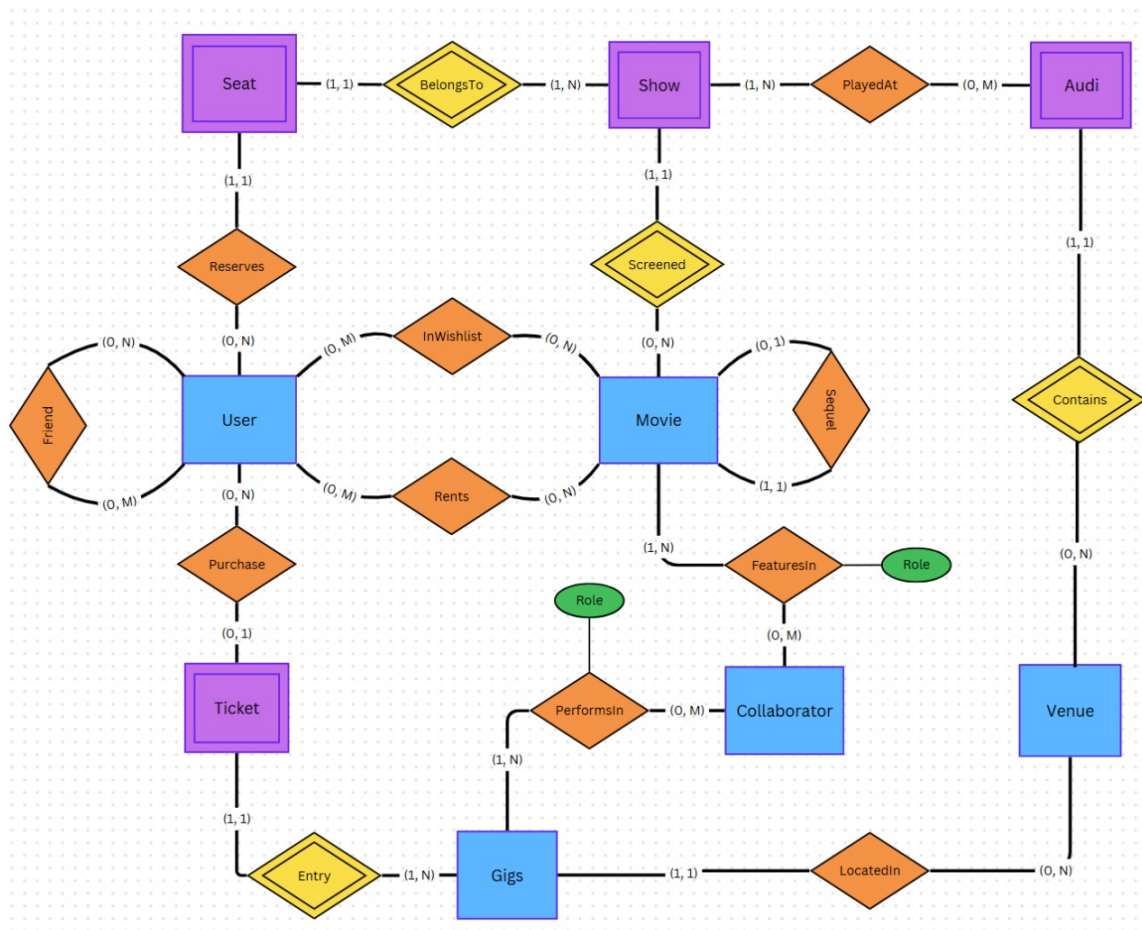 Seat
(1, 1)
BelongsTo
(1, N)
Show
(1, N)
PlayedAt
(0, M)
Audi
(1, 1)
(1, 1)
(1, 1)
Reserves
Screened
(0, N)
(0, N)
(0, M)
InWishlist
(0, N)
(0, N)
(0, 1)
Contains
Friend
User
Movie
Sequel
(0, M)
(0, N)
(0, M)
Rents
(0, N)
(1, 1)
Purchase
(1, N)
FeaturesIn
Role
(0, N)
Role
(0, 1)
(0, M)
Ticket
PerformsIn
(0, M)
Collaborator
Venue
(1, N)
(1, 1)
Entry
(1, N)
Gigs
(1, 1)
LocatedIn
(0, N)